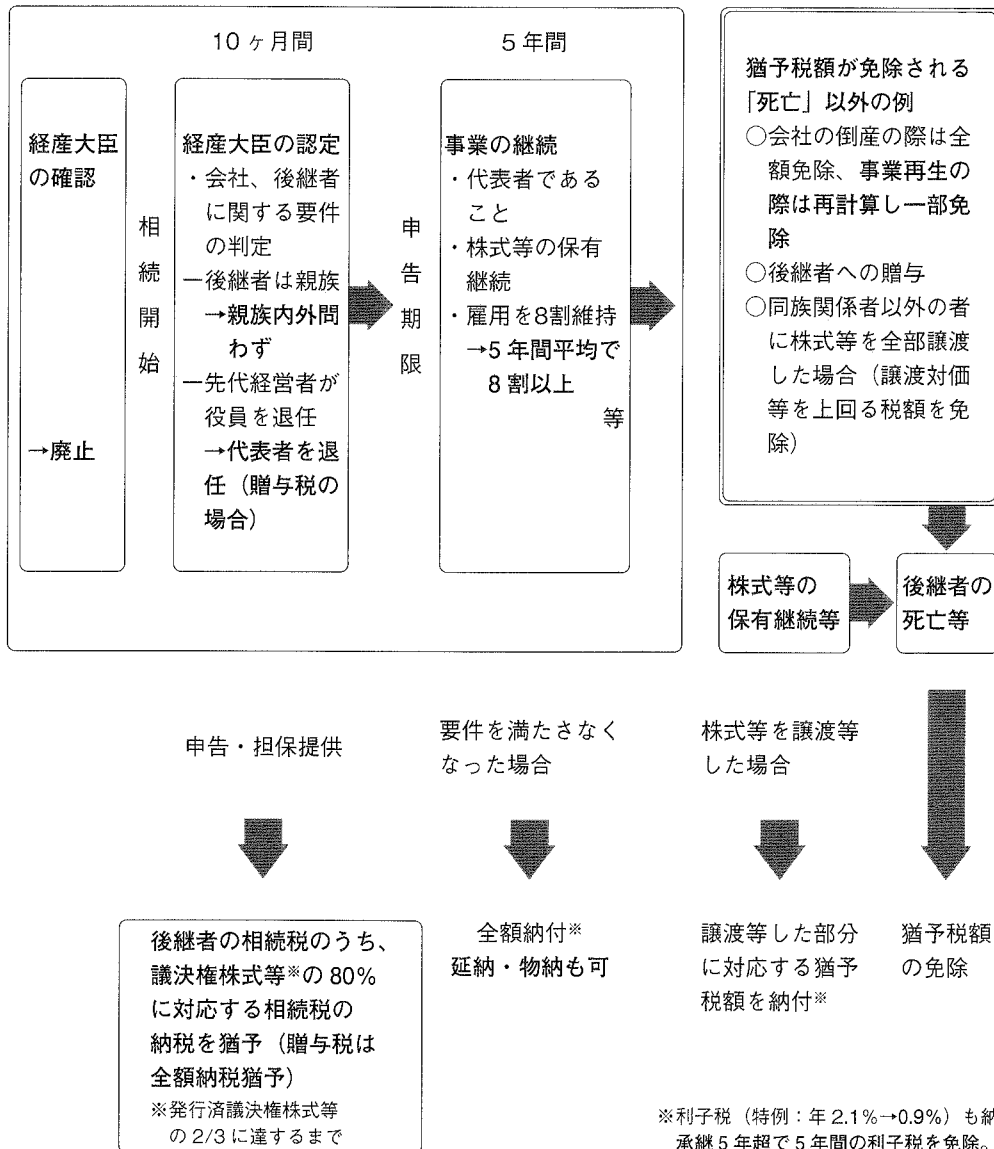 10ヶ月間
5年間
経産大臣
の確認
→廃止
相続開始
経産大臣の認定
・会社、後継者
に関する要件
の判定
―後継者は親族
→親族内外問
わず
―先代経営者が
役員を退任
→代表者を退
任（贈与税の
場合）
申告期限
事業の継続
・代表者である
こと
・株式等の保有
継続
・雇用を8割維持
→5年間平均で
8割以上
等
猶予税額が免除される
「死亡」以外の例
○会社の倒産の際は全
額免除、事業再生の
際は再計算し一部免
除
○後継者への贈与
○同族関係者以外の者
に株式等を全部譲渡
した場合（譲渡対価
等を上回る税額を免
除）
株式等の
保有継続等
後継者の
死亡等
申告・担保提供
要件を満たさなく
なった場合
株式等を譲渡等
した場合
後継者の相続税のうち、
議決権株式等※の80%
に対応する相続税の
納税を猶予（贈与税は
全額納税猶予）
※発行済議決権株式等
の2/3に達するまで
全額納付※
延納・物納も可
譲渡等した部分
に対応する猶予
税額を納付※
猶予税額
の免除
※利子税（特例：年2.1%→0.9%）も納
承継5年超で5年間の利子税を免除。